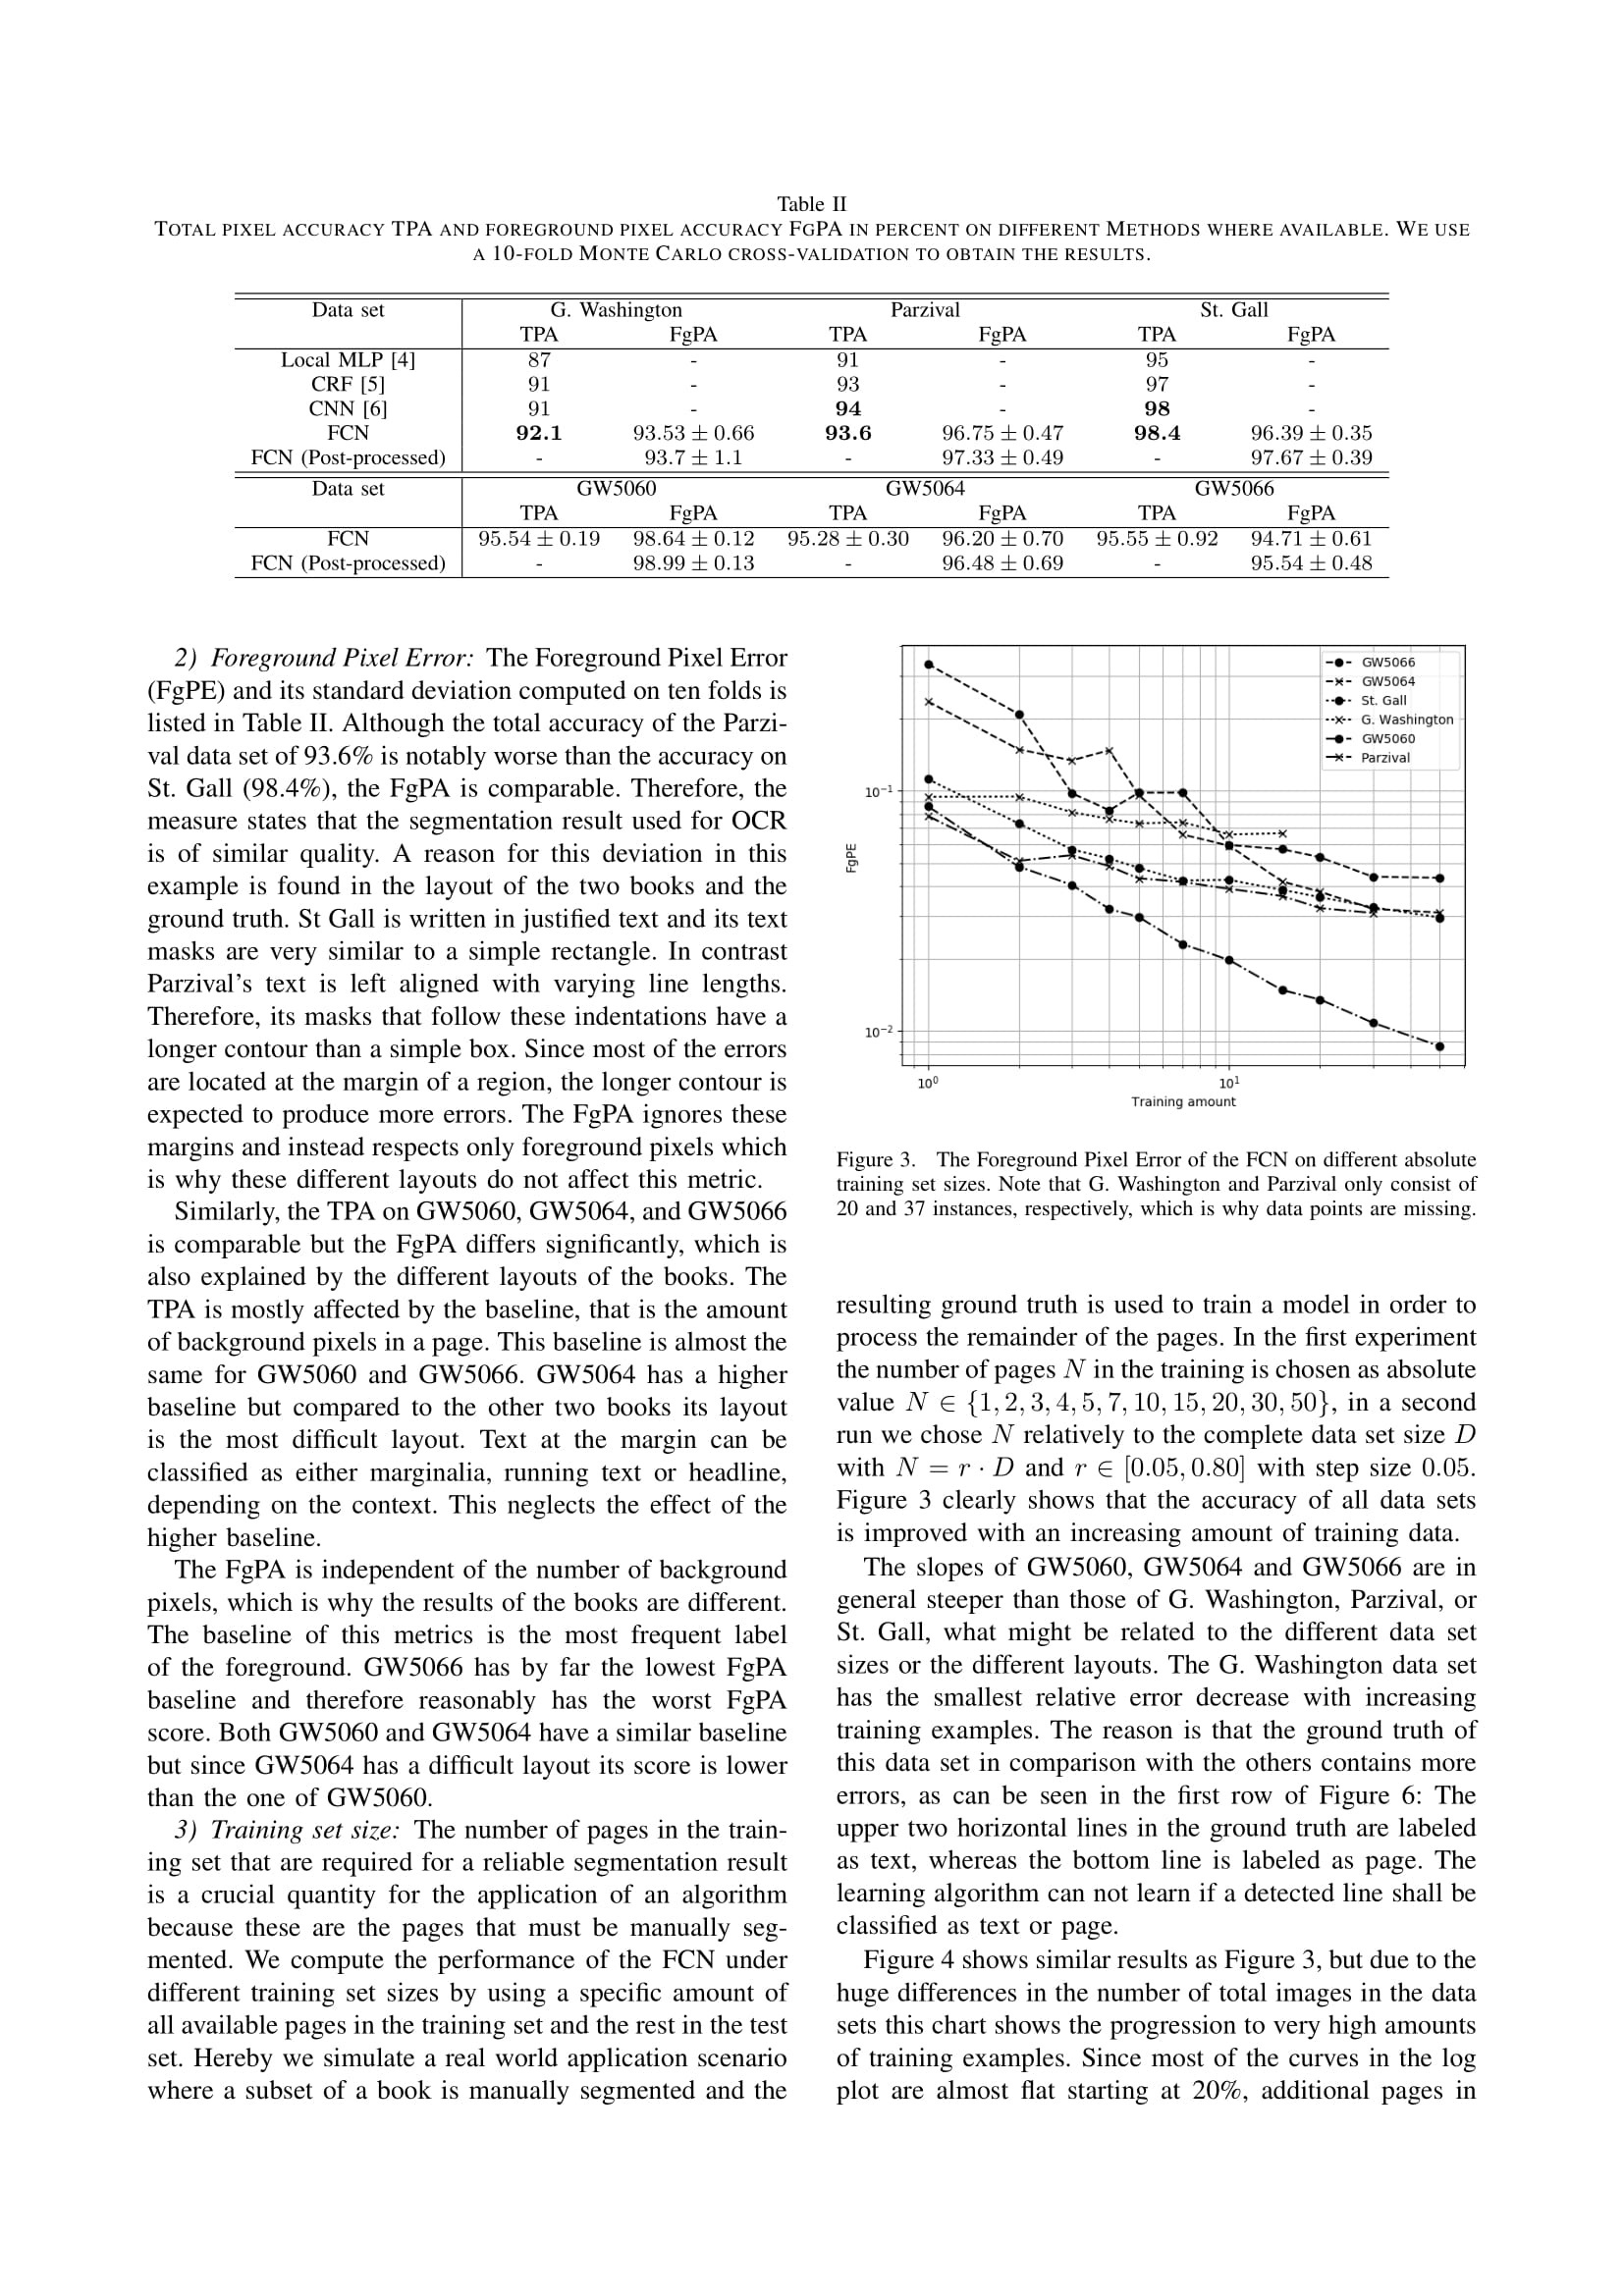 Table II
TOTAL PIXEL ACCURACY TPA AND FOREGROUND PIXEL ACCURACY FGPA IN PERCENT ON DIFFERENT METHODS WHERE AVAILABLE. WE USE
A 10-FOLD MONTE CARLO CROSS-VALIDATION TO OBTAIN THE RESULTS.
Data set G. Washington Parzival St. Gall
TPA FgPA TPA FgPA TPA FgPA
Local MLP [4] 87 - 91 - 95 -
CRF [5] 91 - 93 - 97 -
CNN [6] 91 - 94 - 98 -
FCN 92.1 93.53 ± 0.66 93.6 96.75 ± 0.47 98.4 96.39 ± 0.35
FCN (Post-processed) - 93.7 ± 1.1 - 97.33 ± 0.49 - 97.67 ± 0.39
Data set GW5060 GW5064 GW5066
TPA FgPA TPA FgPA TPA FgPA
FCN 95.54 ± 0.19 98.64 ± 0.12 95.28 ± 0.30 96.20 ± 0.70 95.55 ± 0.92 94.71 ± 0.61
FCN (Post-processed) - 98.99 ± 0.13 - 96.48 ± 0.69 - 95.54 ± 0.48
2) Foreground Pixel Error: The Foreground Pixel Error
(FgPE) and its standard deviation computed on ten folds is
listed in Table II. Although the total accuracy of the Parzi-
val data set of 93.6% is notably worse than the accuracy on
St. Gall (98.4%), the FgPA is comparable. Therefore, the
measure states that the segmentation result used for OCR
is of similar quality. A reason for this deviation in this
example is found in the layout of the two books and the
ground truth. St Gall is written in justified text and its text
masks are very similar to a simple rectangle. In contrast
Parzival's text is left aligned with varying line lengths.
Therefore, its masks that follow these indentations have a
longer contour than a simple box. Since most of the errors
are located at the margin of a region, the longer contour is
expected to produce more errors. The FgPA ignores these
margins and instead respects only foreground pixels which
is why these different layouts do not affect this metric.
Similarly, the TPA on GW5060, GW5064, and GW5066
is comparable but the FgPA differs significantly, which is
also explained by the different layouts of the books. The
TPA is mostly affected by the baseline, that is the amount
of background pixels in a page. This baseline is almost the
same for GW5060 and GW5066. GW5064 has a higher
baseline but compared to the other two books its layout
is the most difficult layout. Text at the margin can be
classified as either marginalia, running text or headline,
depending on the context. This neglects the effect of the
higher baseline.
The FgPA is independent of the number of background
pixels, which is why the results of the books are different.
The baseline of this metrics is the most frequent label
of the foreground. GW5066 has by far the lowest FgPA
baseline and therefore reasonably has the worst FgPA
score. Both GW5060 and GW5064 have a similar baseline
but since GW5064 has a difficult layout its score is lower
than the one of GW5060.
3) Training set size: The number of pages in the train-
ing set that are required for a reliable segmentation result
is a crucial quantity for the application of an algorithm
because these are the pages that must be manually seg-
mented. We compute the performance of the FCN under
different training set sizes by using a specific amount of
all available pages in the training set and the rest in the test
set. Hereby we simulate a real world application scenario
where a subset of a book is manually segmented and the
GW5066
GW5064
St. Gall
G. Washington
GW5060
Parzival
10⁻¹
FgPE
10⁻²
10⁰ 10¹
Training amount
Figure 3. The Foreground Pixel Error of the FCN on different absolute
training set sizes. Note that G. Washington and Parzival only consist of
20 and 37 instances, respectively, which is why data points are missing.
resulting ground truth is used to train a model in order to
process the remainder of the pages. In the first experiment
the number of pages N in the training is chosen as absolute
value N ∈ {1, 2, 3, 4, 5, 7, 10, 15, 20, 30, 50}, in a second
run we chose N relatively to the complete data set size D
with N = r · D and r ∈ [0.05, 0.80] with step size 0.05.
Figure 3 clearly shows that the accuracy of all data sets
is improved with an increasing amount of training data.
The slopes of GW5060, GW5064 and GW5066 are in
general steeper than those of G. Washington, Parzival, or
St. Gall, what might be related to the different data set
sizes or the different layouts. The G. Washington data set
has the smallest relative error decrease with increasing
training examples. The reason is that the ground truth of
this data set in comparison with the others contains more
errors, as can be seen in the first row of Figure 6: The
upper two horizontal lines in the ground truth are labeled
as text, whereas the bottom line is labeled as page. The
learning algorithm can not learn if a detected line shall be
classified as text or page.
Figure 4 shows similar results as Figure 3, but due to the
huge differences in the number of total images in the data
sets this chart shows the progression to very high amounts
of training examples. Since most of the curves in the log
plot are almost flat starting at 20%, additional pages in